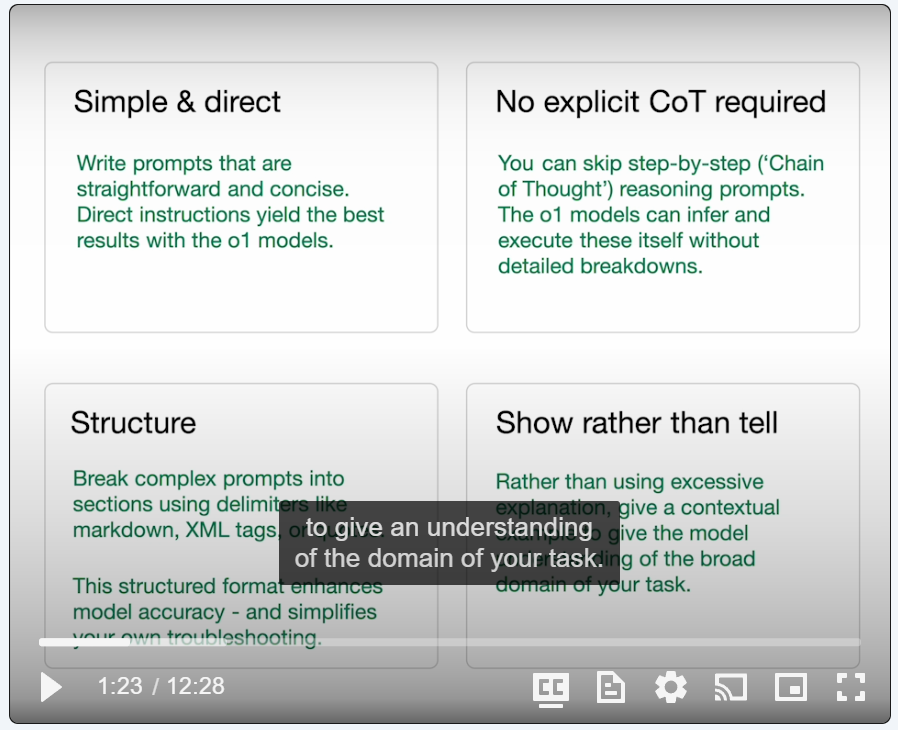 Simple & direct
Write prompts that are
straightforward and concise.
Direct instructions yield the best
results with the o1 models.
No explicit CoT required
You can skip step-by-step (‘Chain
of Thought’) reasoning prompts.
The o1 models can infer and
execute these itself without
detailed breakdowns.
Structure
Break complex prompts into
sections using delimiters like
markdown, XML tags, or quotes.
This structured format enhances
model accuracy - and simplifies
your own troubleshooting.
Show rather than tell
Rather than using excessive
explanation, give a contextual
example to give the model
understanding of the broad
domain of your task.
to give an understanding
of the domain of your task.
1:23 / 12:28
CC